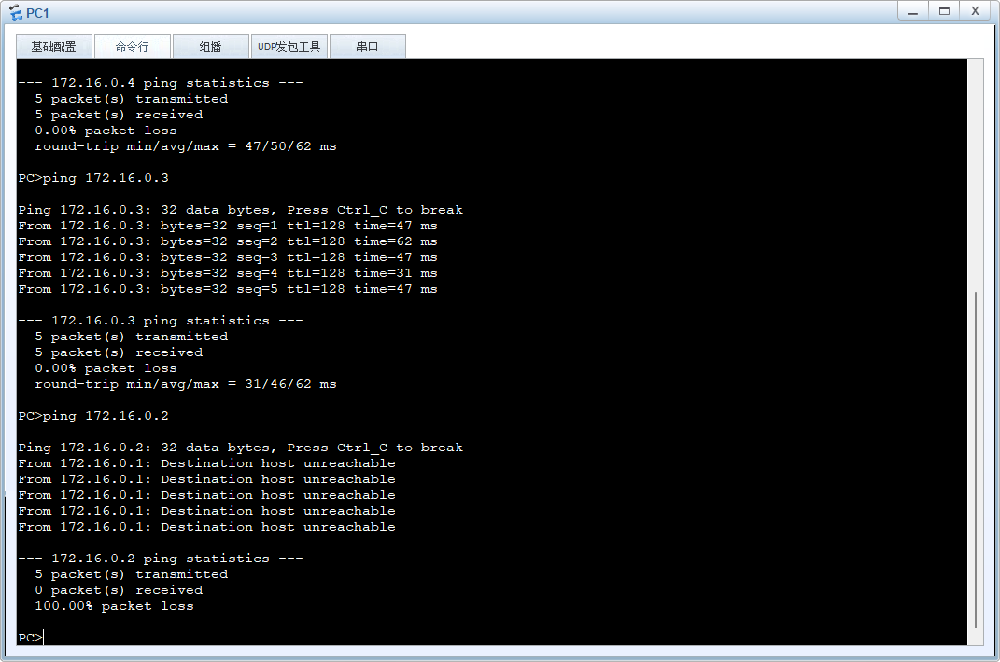 PC1
X
基础配置
命令行
组播
UDP发包工具
串口
--- 172.16.0.4 ping statistics ---
5 packet(s) transmitted
5 packet(s) received
0.00% packet loss
round-trip min/avg/max = 47/50/62 ms
PC>ping 172.16.0.3
Ping 172.16.0.3: 32 data bytes, Press Ctrl_C to break
From 172.16.0.3: bytes=32 seq=1 ttl=128 time=47 ms
From 172.16.0.3: bytes=32 seq=2 ttl=128 time=62 ms
From 172.16.0.3: bytes=32 seq=3 ttl=128 time=47 ms
From 172.16.0.3: bytes=32 seq=4 ttl=128 time=31 ms
From 172.16.0.3: bytes=32 seq=5 ttl=128 time=47 ms
--- 172.16.0.3 ping statistics ---
5 packet(s) transmitted
5 packet(s) received
0.00% packet loss
round-trip min/avg/max = 31/46/62 ms
PC>ping 172.16.0.2
Ping 172.16.0.2: 32 data bytes, Press Ctrl_C to break
From 172.16.0.1: Destination host unreachable
From 172.16.0.1: Destination host unreachable
From 172.16.0.1: Destination host unreachable
From 172.16.0.1: Destination host unreachable
From 172.16.0.1: Destination host unreachable
--- 172.16.0.2 ping statistics ---
5 packet(s) transmitted
0 packet(s) received
100.00% packet loss
PC>